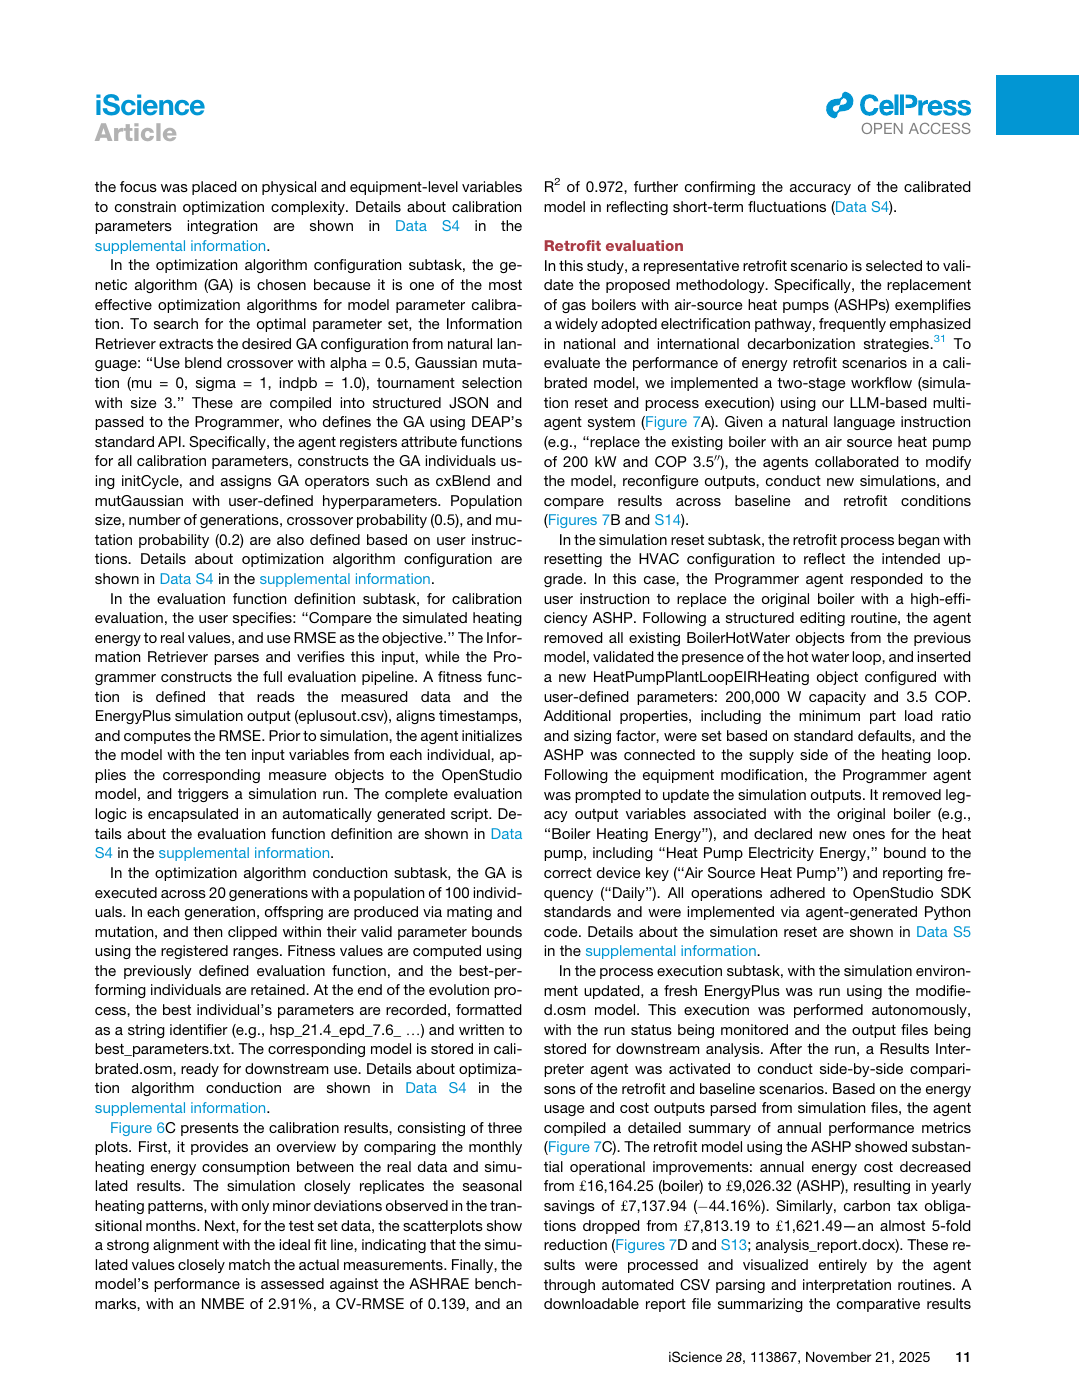 iScience
Article
CellPress
OPEN ACCESS
the focus was placed on physical and equipment-level variables
to constrain optimization complexity. Details about calibration
parameters integration are shown in Data S4 in the
supplemental information.
In the optimization algorithm configuration subtask, the ge-
netic algorithm (GA) is chosen because it is one of the most
effective optimization algorithms for model parameter calibra-
tion. To search for the optimal parameter set, the Information
Retriever extracts the desired GA configuration from natural lan-
guage: ‘‘Use blend crossover with alpha = 0.5, Gaussian muta-
tion (mu = 0, sigma = 1, indpb = 1.0), tournament selection
with size 3.’’ These are compiled into structured JSON and
passed to the Programmer, who defines the GA using DEAP’s
standard API. Specifically, the agent registers attribute functions
for all calibration parameters, constructs the GA individuals us-
ing initCycle, and assigns GA operators such as cxBlend and
mutGaussian with user-defined hyperparameters. Population
size, number of generations, crossover probability (0.5), and mu-
tation probability (0.2) are also defined based on user instruc-
tions. Details about optimization algorithm configuration are
shown in Data S4 in the supplemental information.
In the evaluation function definition subtask, for calibration
evaluation, the user specifies: ‘‘Compare the simulated heating
energy to real values, and use RMSE as the objective.’’ The Infor-
mation Retriever parses and verifies this input, while the Pro-
grammer constructs the full evaluation pipeline. A fitness func-
tion is defined that reads the measured data and the
EnergyPlus simulation output (eplusout.csv), aligns timestamps,
and computes the RMSE. Prior to simulation, the agent initializes
the model with the ten input variables from each individual, ap-
plies the corresponding measure objects to the OpenStudio
model, and triggers a simulation run. The complete evaluation
logic is encapsulated in an automatically generated script. De-
tails about the evaluation function definition are shown in Data
S4 in the supplemental information.
In the optimization algorithm conduction subtask, the GA is
executed across 20 generations with a population of 100 individ-
uals. In each generation, offspring are produced via mating and
mutation, and then clipped within their valid parameter bounds
using the registered ranges. Fitness values are computed using
the previously defined evaluation function, and the best-per-
forming individuals are retained. At the end of the evolution pro-
cess, the best individual’s parameters are recorded, formatted
as a string identifier (e.g., hsp_21.4_epd_7.6_ …) and written to
best_parameters.txt. The corresponding model is stored in cali-
brated.osm, ready for downstream use. Details about optimiza-
tion algorithm conduction are shown in Data S4 in the
supplemental information.
Figure 6C presents the calibration results, consisting of three
plots. First, it provides an overview by comparing the monthly
heating energy consumption between the real data and simu-
lated results. The simulation closely replicates the seasonal
heating patterns, with only minor deviations observed in the tran-
sitional months. Next, for the test set data, the scatterplots show
a strong alignment with the ideal fit line, indicating that the simu-
lated values closely match the actual measurements. Finally, the
model’s performance is assessed against the ASHRAE bench-
marks, with an NMBE of 2.91%, a CV-RMSE of 0.139, and an
R² of 0.972, further confirming the accuracy of the calibrated
model in reflecting short-term fluctuations (Data S4).
Retrofit evaluation
In this study, a representative retrofit scenario is selected to vali-
date the proposed methodology. Specifically, the replacement
of gas boilers with air-source heat pumps (ASHPs) exemplifies
a widely adopted electrification pathway, frequently emphasized
in national and international decarbonization strategies.³¹ To
evaluate the performance of energy retrofit scenarios in a cali-
brated model, we implemented a two-stage workflow (simula-
tion reset and process execution) using our LLM-based multi-
agent system (Figure 7A). Given a natural language instruction
(e.g., ‘‘replace the existing boiler with an air source heat pump
of 200 kW and COP 3.5″), the agents collaborated to modify
the model, reconfigure outputs, conduct new simulations, and
compare results across baseline and retrofit conditions
(Figures 7B and S14).
In the simulation reset subtask, the retrofit process began with
resetting the HVAC configuration to reflect the intended up-
grade. In this case, the Programmer agent responded to the
user instruction to replace the original boiler with a high-effi-
ciency ASHP. Following a structured editing routine, the agent
removed all existing BoilerHotWater objects from the previous
model, validated the presence of the hot water loop, and inserted
a new HeatPumpPlantLoopEIRHeating object configured with
user-defined parameters: 200,000 W capacity and 3.5 COP.
Additional properties, including the minimum part load ratio
and sizing factor, were set based on standard defaults, and the
ASHP was connected to the supply side of the heating loop.
Following the equipment modification, the Programmer agent
was prompted to update the simulation outputs. It removed leg-
acy output variables associated with the original boiler (e.g.,
‘‘Boiler Heating Energy’’), and declared new ones for the heat
pump, including ‘‘Heat Pump Electricity Energy,’’ bound to the
correct device key (‘‘Air Source Heat Pump’’) and reporting fre-
quency (‘‘Daily’’). All operations adhered to OpenStudio SDK
standards and were implemented via agent-generated Python
code. Details about the simulation reset are shown in Data S5
in the supplemental information.
In the process execution subtask, with the simulation environ-
ment updated, a fresh EnergyPlus was run using the modifie-
d.osm model. This execution was performed autonomously,
with the run status being monitored and the output files being
stored for downstream analysis. After the run, a Results Inter-
preter agent was activated to conduct side-by-side compari-
sons of the retrofit and baseline scenarios. Based on the energy
usage and cost outputs parsed from simulation files, the agent
compiled a detailed summary of annual performance metrics
(Figure 7C). The retrofit model using the ASHP showed substan-
tial operational improvements: annual energy cost decreased
from £16,164.25 (boiler) to £9,026.32 (ASHP), resulting in yearly
savings of £7,137.94 (−44.16%). Similarly, carbon tax obliga-
tions dropped from £7,813.19 to £1,621.49—an almost 5-fold
reduction (Figures 7D and S13; analysis_report.docx). These re-
sults were processed and visualized entirely by the agent
through automated CSV parsing and interpretation routines. A
downloadable report file summarizing the comparative results
iScience 28, 113867, November 21, 2025 11